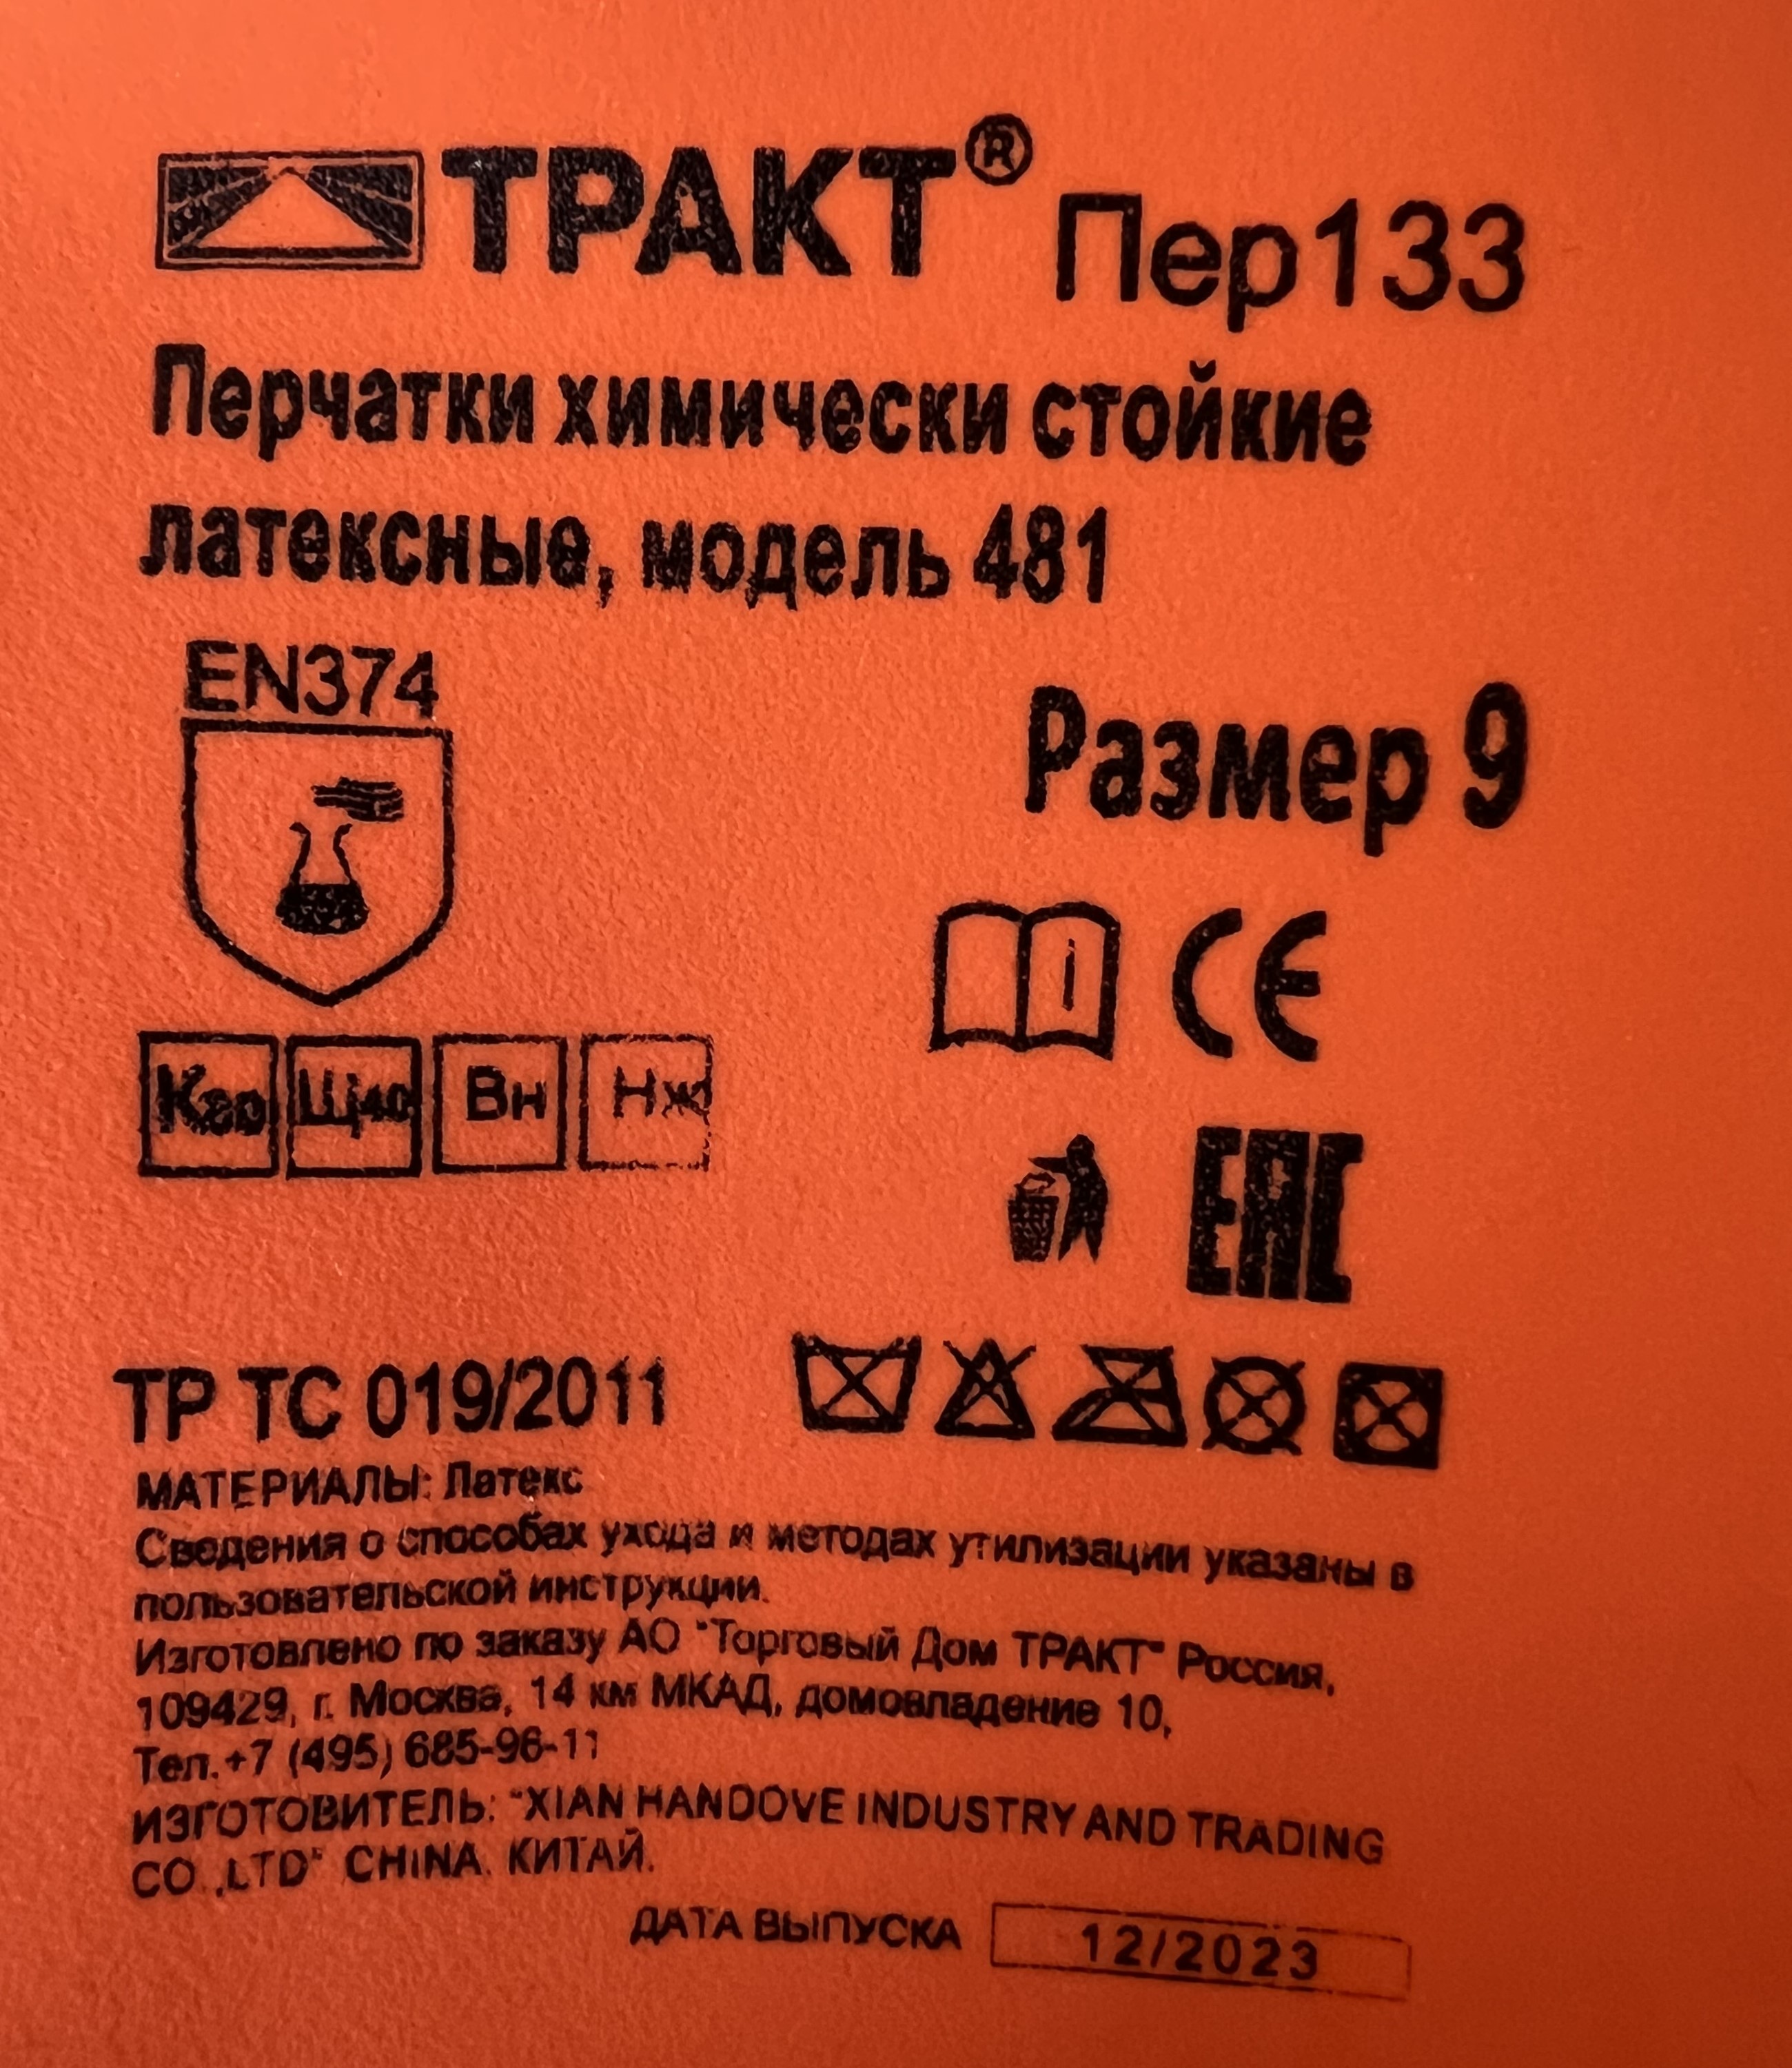 ТРАКТ® Пер133
Перчатки химически стойкие
латексные, модель 481
EN374
Размер 9
i CE
Щ40 Вн Нж
EAC
ТР ТС 019/2011
МАТЕРИАЛЫ: Латекс
Сведения о способах ухода и методах утилизации указаны в
пользовательской инструкции.
Изготовлено по заказу АО "Торговый Дом ТРАКТ" Россия,
109429, г. Москва, 14 км МКАД, домовладение 10,
Тел.+7 (495) 685-96-11
ИЗГОТОВИТЕЛЬ: "XIAN HANDOVE INDUSTRY AND TRADING
CO.,LTD" CHINA. КИТАЙ.
ДАТА ВЫПУСКА 12/2023